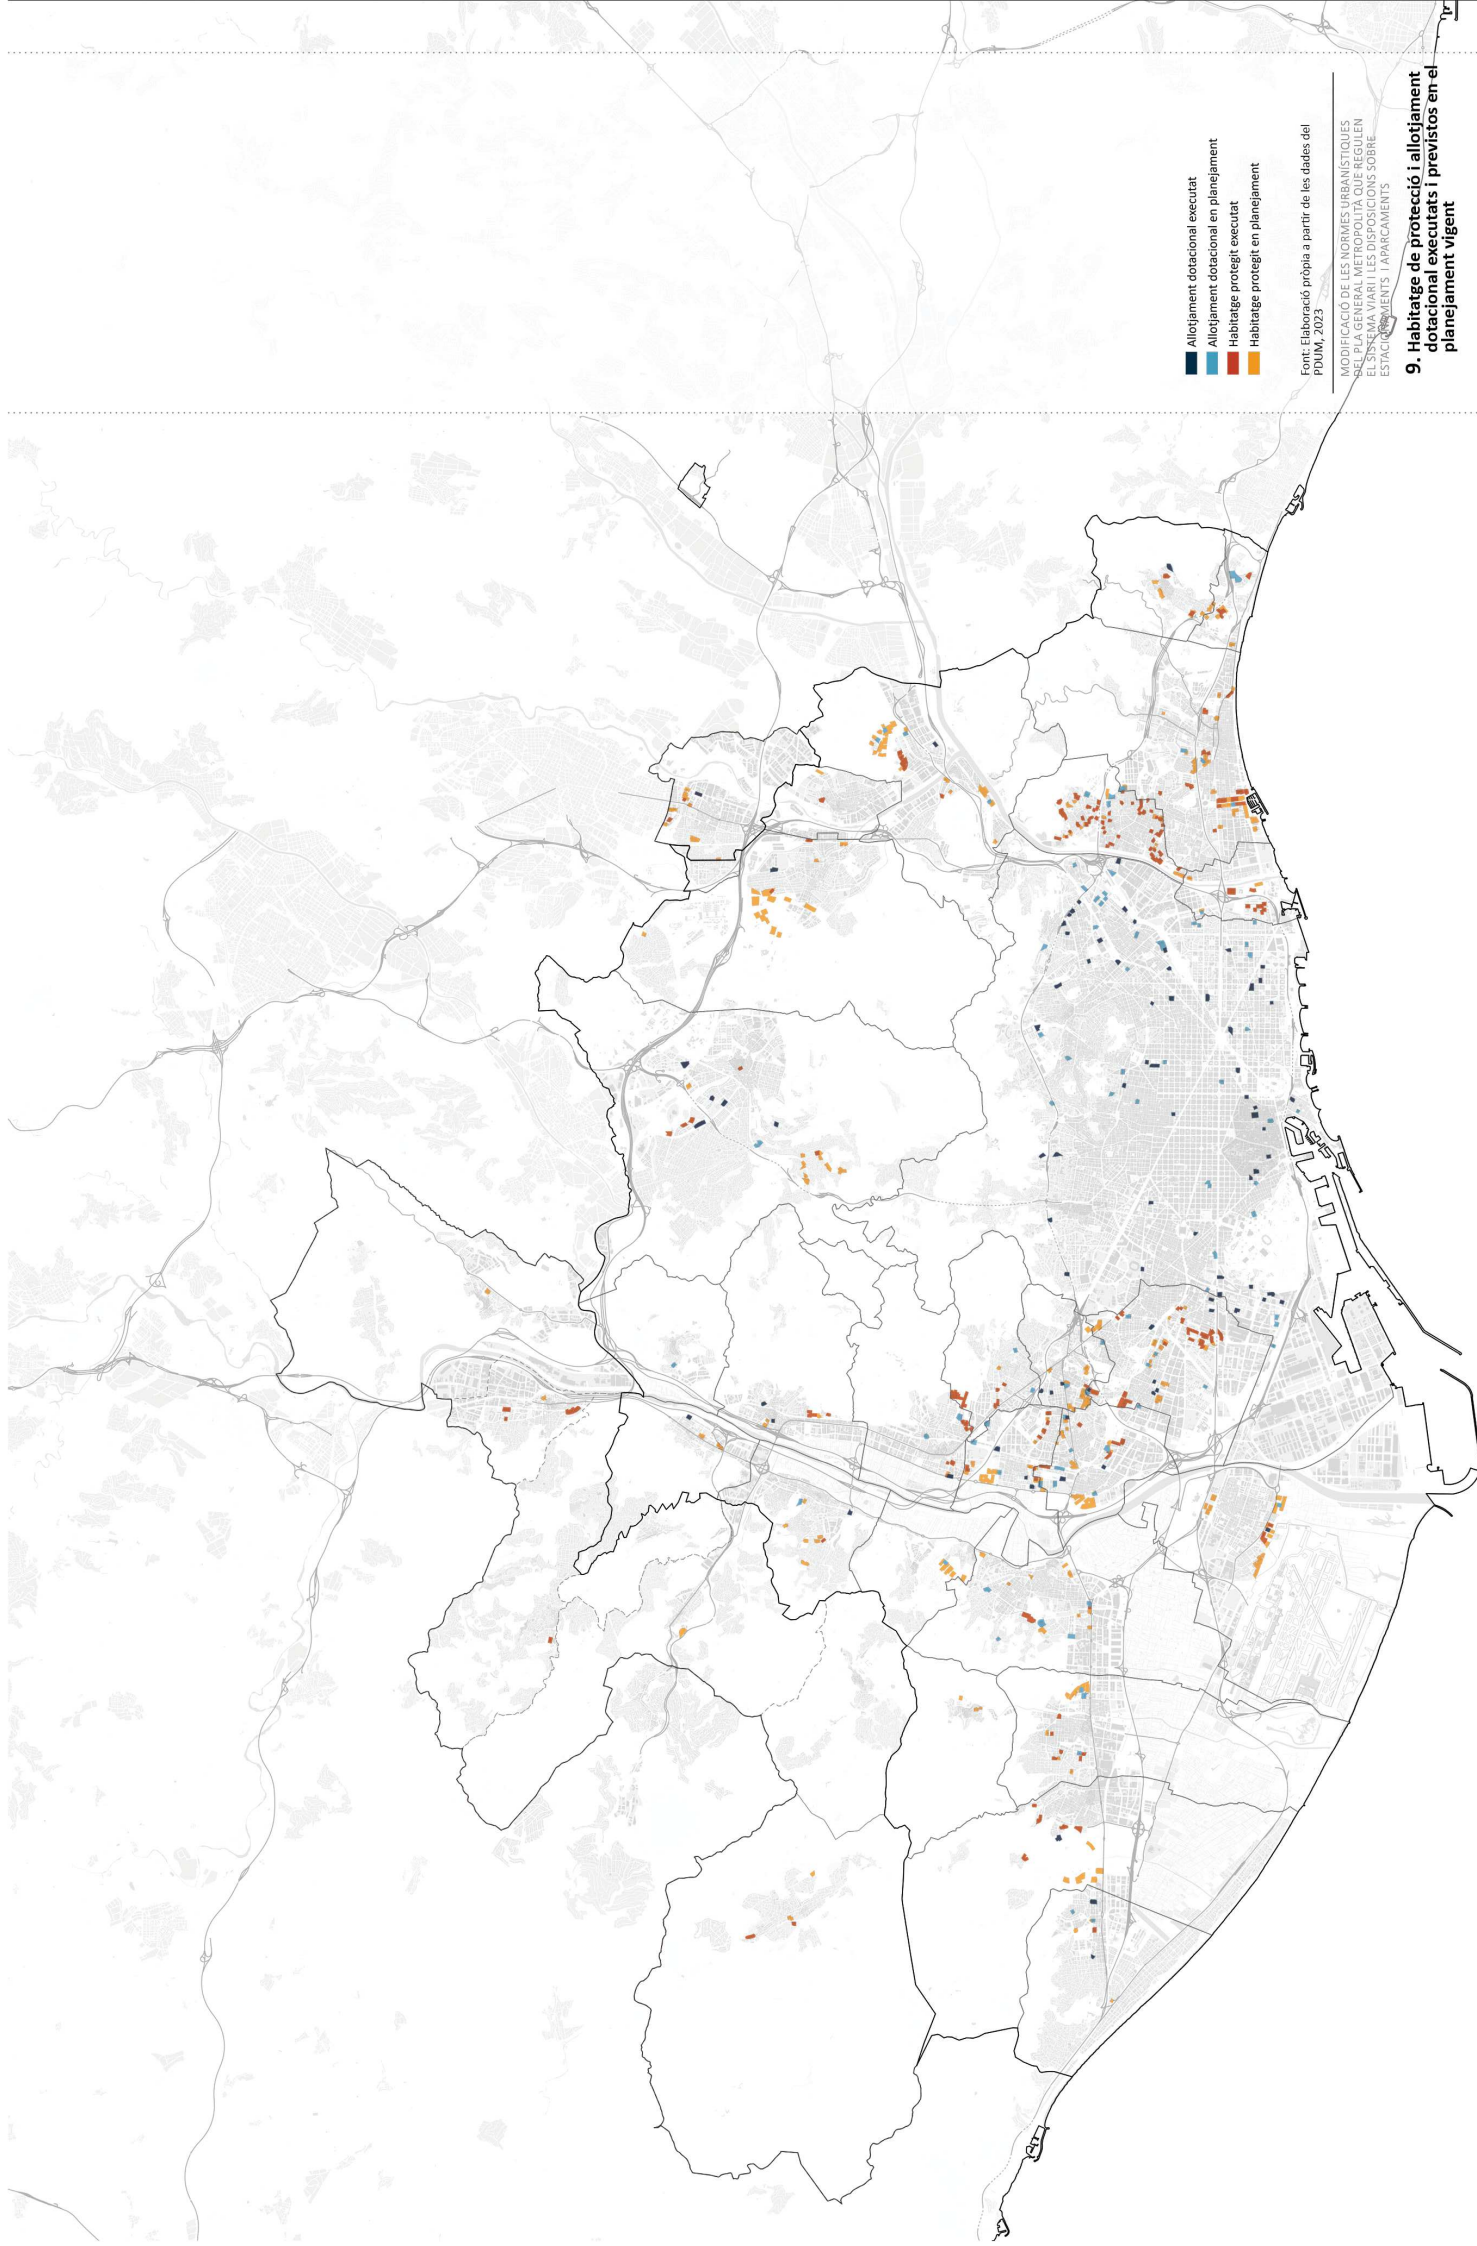 Allotjament dotacional executat
Allotjament dotacional en planejament
Habitatge protegit executat
Habitatge protegit en planejament
Font: Elaboració pròpia a partir de les dades del
PDUM, 2023
MODIFICACIÓ DE LES NORMES URBANÍSTIQUES
DEL PLA GENERAL METROPOLITÀ QUE REGULEN
EL SISTEMA VIARI I LES DISPOSICIONS SOBRE
ESTACIONAMENTS I APARCAMENTS
9. Habitatge de protecció i allotjament
dotacional executats i previstos en el
planejament vigent